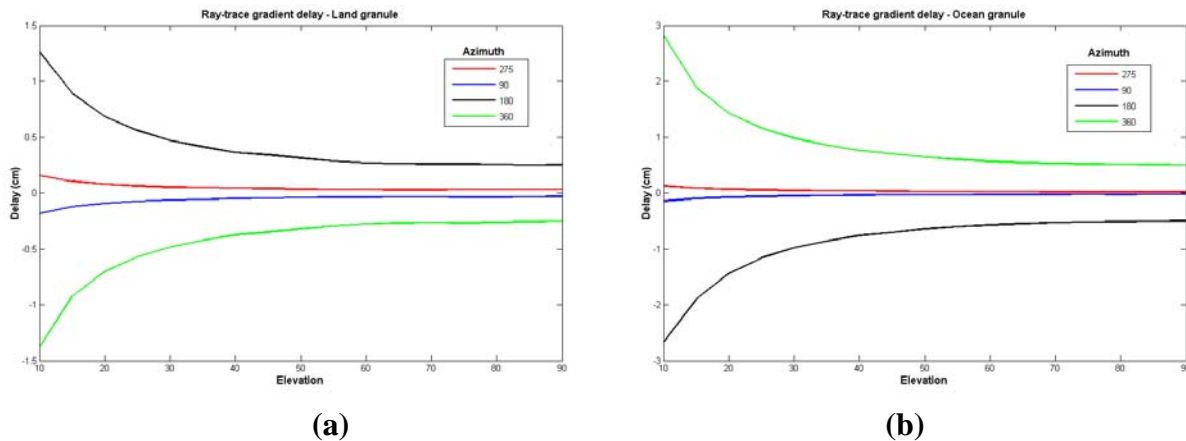 Ray-trace gradient delay - Land granule
1.5
1
0.5
0
-0.5
-1
-1.5
Delay (cm)
Azimuth
275
90
180
360
10 20 30 40 50 60 70 80 90
Elevation
(a)
Ray-trace gradient delay - Ocean granule
3
2
1
0
-1
-2
-3
Delay (cm)
Azimuth
275
90
180
360
10 20 30 40 50 60 70 80 90
Elevation
(b)